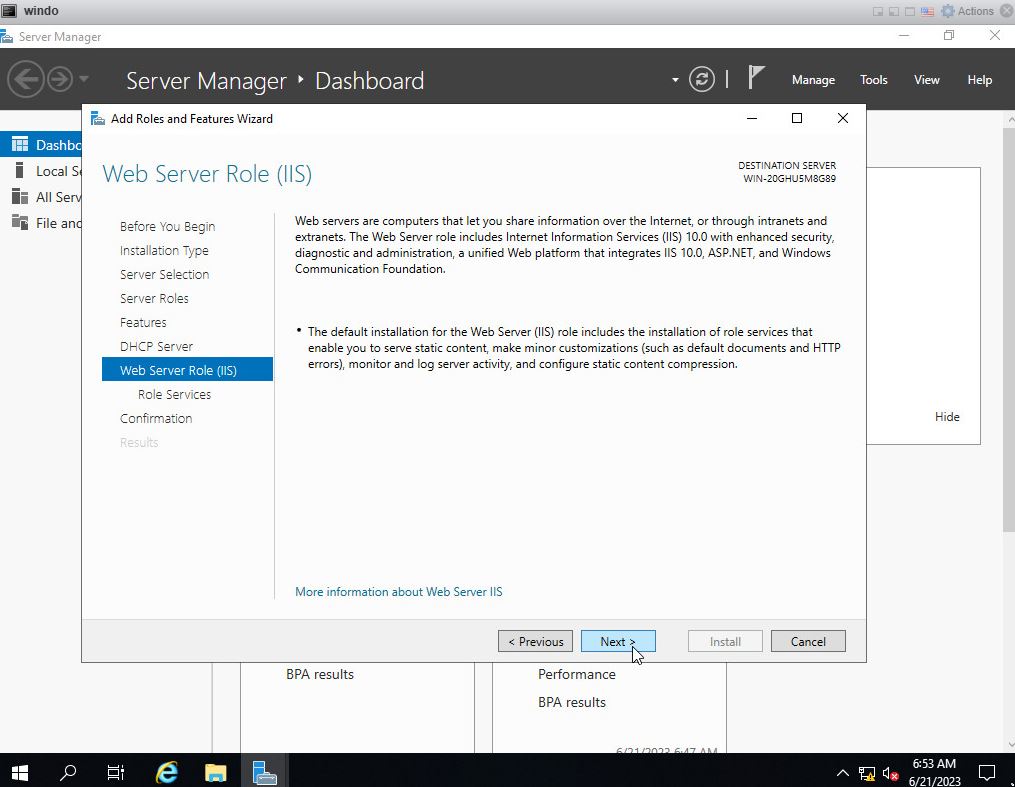 windo
Actions
Server Manager
Server Manager ‣ Dashboard
Manage
Tools
View
Help
Add Roles and Features Wizard
Web Server Role (IIS)
DESTINATION SERVER
WIN-20GHU5M8G89
Dashbo
Local Se
All Serv
File and
Before You Begin
Installation Type
Server Selection
Server Roles
Features
DHCP Server
Web Server Role (IIS)
Role Services
Confirmation
Results
Web servers are computers that let you share information over the Internet, or through intranets and
extranets. The Web Server role includes Internet Information Services (IIS) 10.0 with enhanced security,
diagnostic and administration, a unified Web platform that integrates IIS 10.0, ASP.NET, and Windows
Communication Foundation.
• The default installation for the Web Server (IIS) role includes the installation of role services that
enable you to serve static content, make minor customizations (such as default documents and HTTP
errors), monitor and log server activity, and configure static content compression.
Hide
More information about Web Server IIS
< Previous
Next >
Install
Cancel
BPA results
Performance
BPA results
6/21/2023 6:47 AM
6:53 AM
6/21/2023